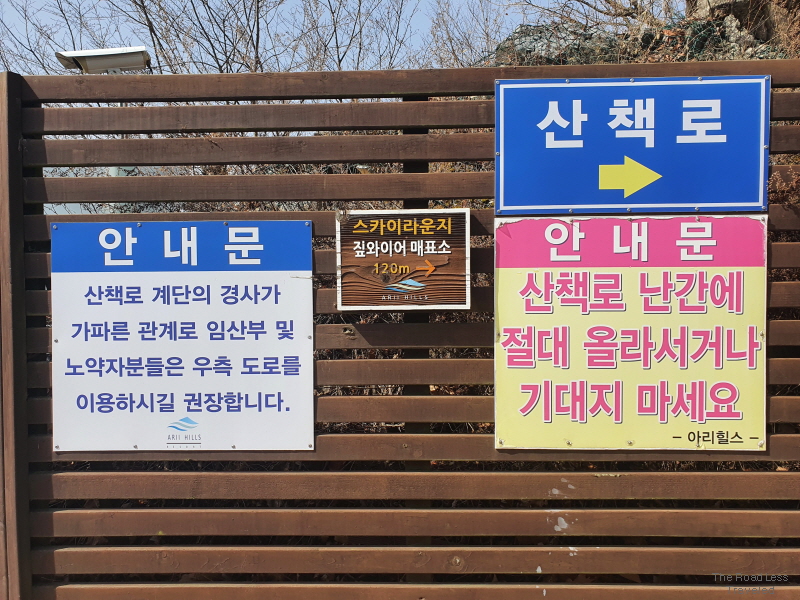 안내문
산책로 계단의 경사가
가파른 관계로 임산부 및
노약자분들은 우측 도로를
이용하시길 권장합니다.
ARII HILLS
스카이라운지
짚와이어 매표소
120m
ARII HILLS
산책로
안내문
산책로 난간에
절대 올라서거나
기대지 마세요
- 아리힐스 -
The Road Less
Traveled